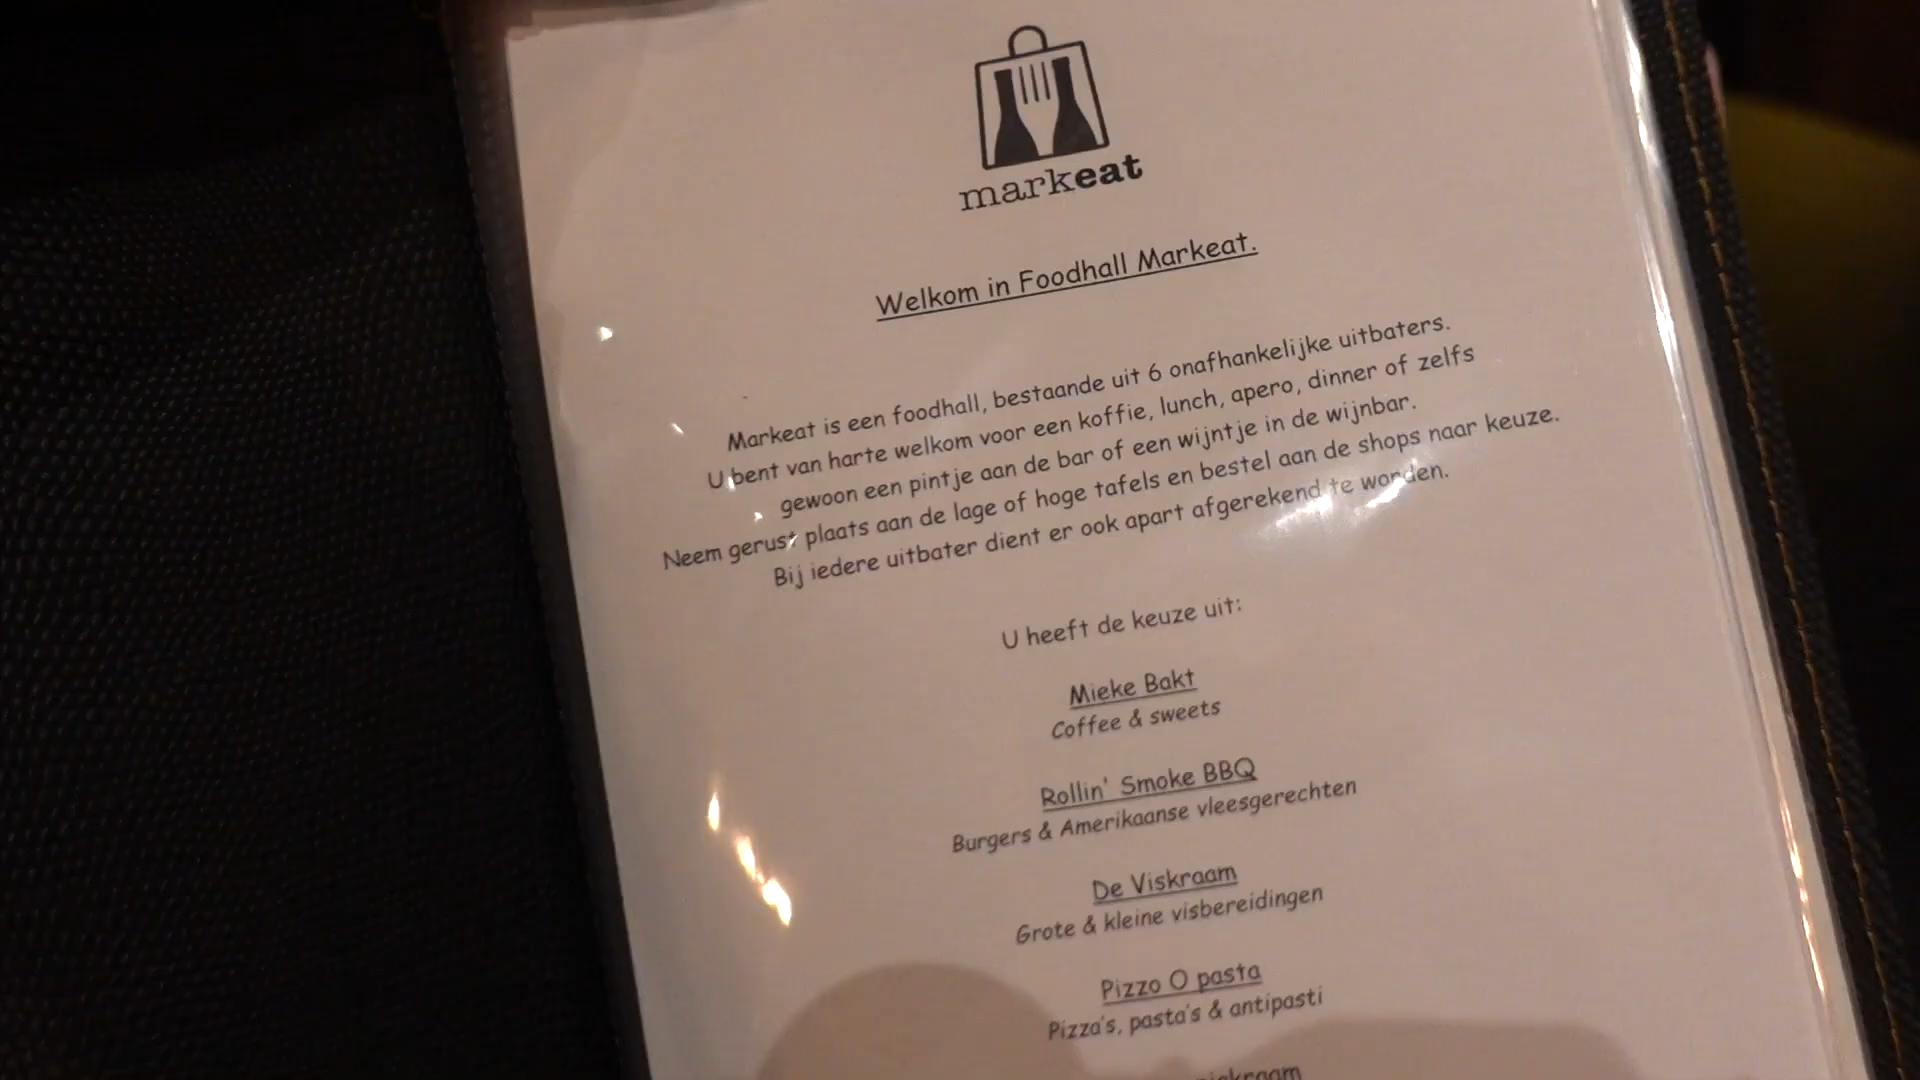 markeat
Welkom in Foodhall Markeat.
Markeat is een foodhall, bestaande uit 6 onafhankelijke uitbaters.
U bent van harte welkom voor een koffie, lunch, apero, dinner of zelfs
gewoon een pintje aan de bar of een wijntje in de wijnbar.
Neem gerust plaats aan de lage of hoge tafels en bestel aan de shops naar keuze.
Bij iedere uitbater dient er ook apart afgerekend te worden.
U heeft de keuze uit:
Mieke Bakt
Coffee & sweets
Rollin' Smoke BBQ
Burgers & Amerikaanse vleesgerechten
De Viskraam
Grote & kleine visbereidingen
Pizzo O pasta
Pizza's, pasta's & antipasti